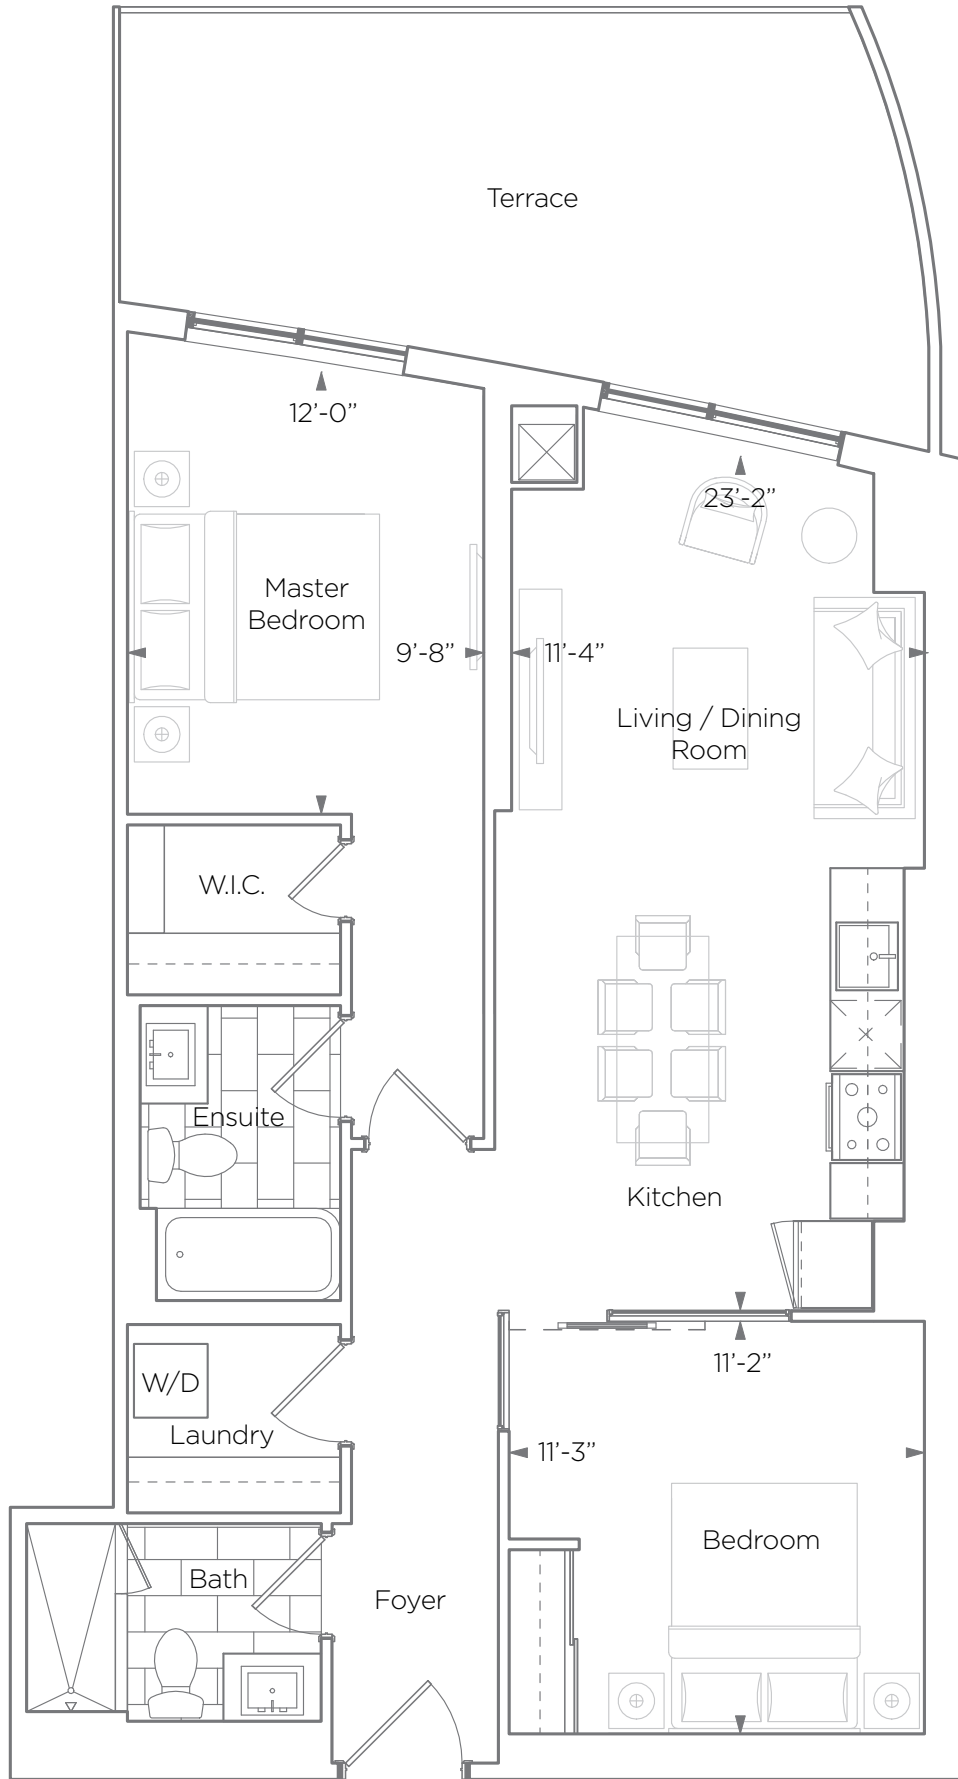 Terrace
12’-0”
23’-2”
Master
Bedroom
9’-8”
11’-4”
Living / Dining
Room
W.I.C.
Ensuite
Kitchen
11’-2”
W/D
Laundry
11’-3”
Bedroom
Bath
Foyer